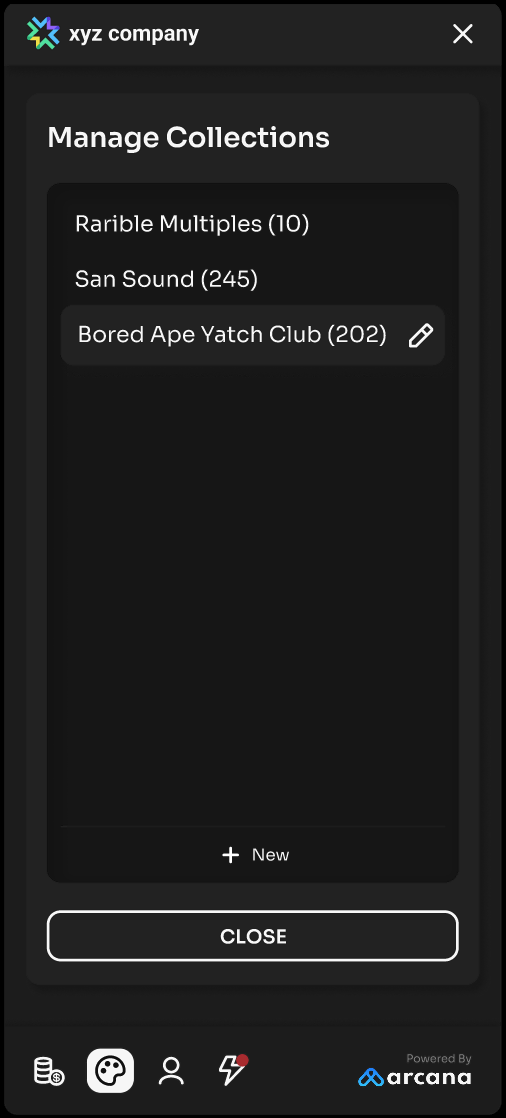 xyz company
Manage Collections
Rarible Multiples (10)
San Sound (245)
Bored Ape Yatch Club (202)
New
CLOSE
Powered By
arcana